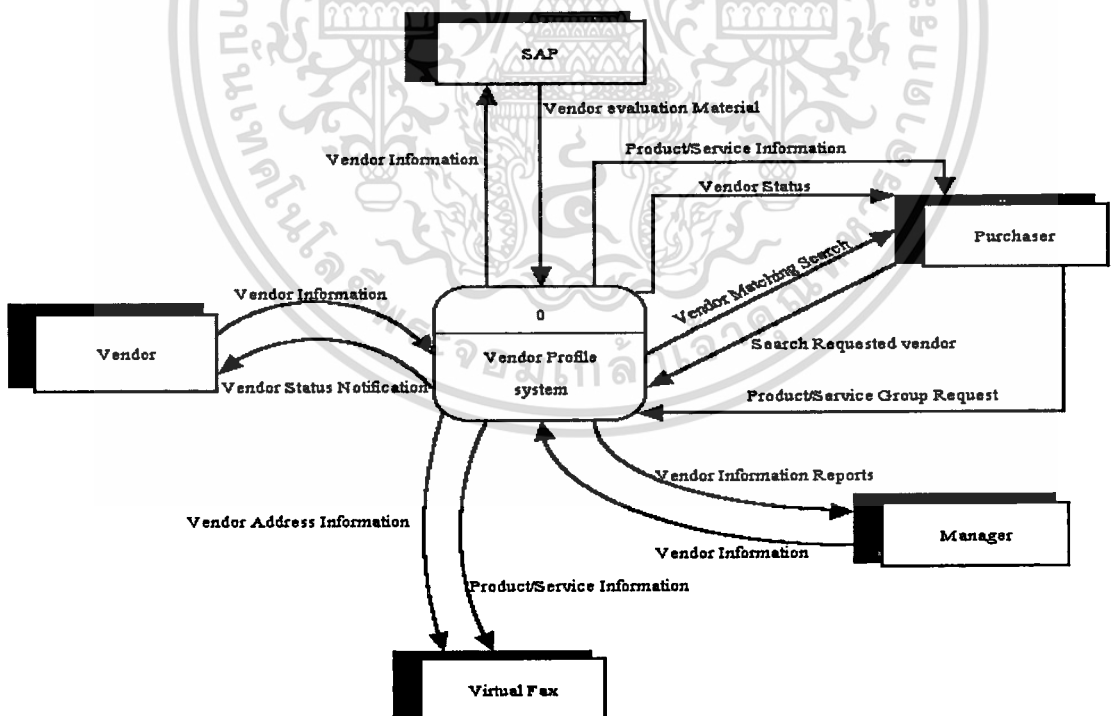 SAP
Vendor evaluation Material
Vendor Information
Product/Service Information
Vendor Status
Purchaser
Vendor Matching Search
Vendor Information
0
Vendor
Vendor Profile
system
Search Requested vendor
Vendor Status Notification
Product/Service Group Request
Vendor Information Reports
Vendor Address Information
Manager
Vendor Information
Product/Service Information
Virtual Fax